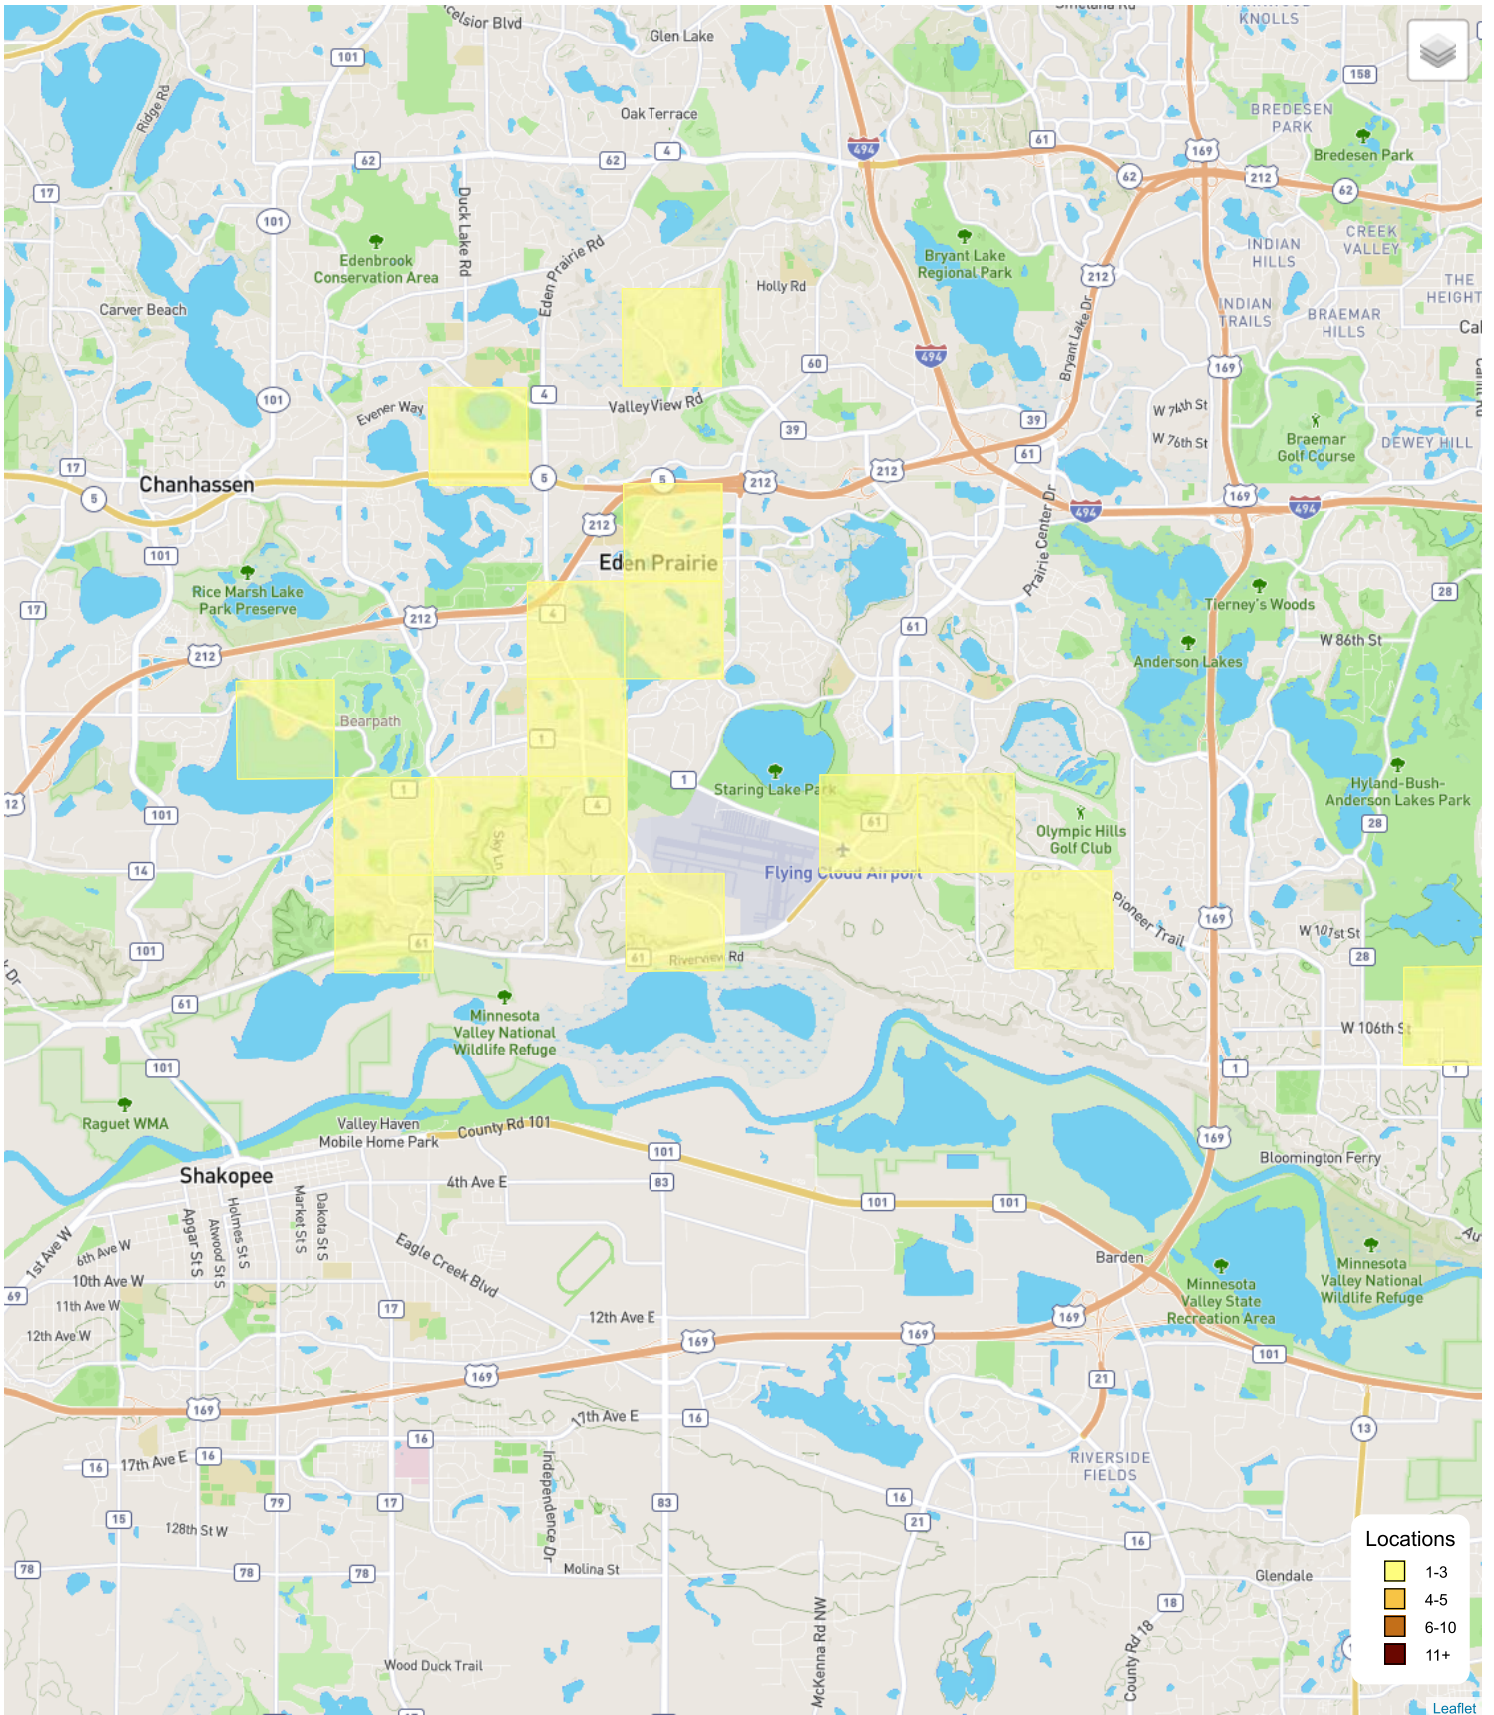 Excelsior Blvd
Glen Lake
Smetana Rd
KNOLLS
101
158
Ridge Rd
Oak Terrace
BREDESEN
PARK
Bredesen Park
62
62
4
494
61
169
62
212
62
17
101
Duck Lake Rd
Edenbrook
Conservation Area
Eden Prairie Rd
Bryant Lake
Regional Park
212
INDIAN
HILLS
CREEK
VALLEY
Holly Rd
THE
HEIGHT
Carver Beach
INDIAN
TRAILS
BRAEMAR
HILLS
Bryant Lake Dr
494
60
169
101
4
Evener Way
Valley View Rd
39
39
W 74th St
W 76th St
Braemar
Golf Course
DEWEY HILL
61
17
Chanhassen
5
5
5
212
212
169
494
494
212
Prairie Center Dr
101
Eden Prairie
Rice Marsh Lake
Park Preserve
17
212
4
61
Tierney's Woods
28
W 86th St
Anderson Lakes
212
Bearpath
1
1
Staring Lake Park
Hyland-Bush-
Anderson Lakes Park
12
101
1
4
61
Olympic Hills
Golf Club
28
Sky Ln
14
Flying Cloud Airport
Pioneer Trail
169
W 107st St
28
101
61
61
Riverview Rd
61
Minnesota
Valley National
Wildlife Refuge
W 106th St
1
1
101
Raguet WMA
Valley Haven
Mobile Home Park
County Rd 101
101
169
Bloomington Ferry
Shakopee
4th Ave E
83
101
101
Market St S
Dakota St S
Holmes St S
Apgar St S
Atwood St S
1st Ave W
6th Ave W
10th Ave W
Eagle Creek Blvd
Barden
Minnesota
Valley State
Recreation Area
Minnesota
Valley National
Wildlife Refuge
69
11th Ave W
12th Ave W
17
12th Ave E
169
169
169
101
169
21
169
17th Ave E
16
13
16
17th Ave E
16
16
Independence Dr
RIVERSIDE
FIELDS
79
17
83
16
21
15
128th St W
16
78
78
78
Molina St
Glendale
18
McKenna Rd NW
County Rd 18
Wood Duck Trail
Locations
1-3
4-5
6-10
11+
Leaflet